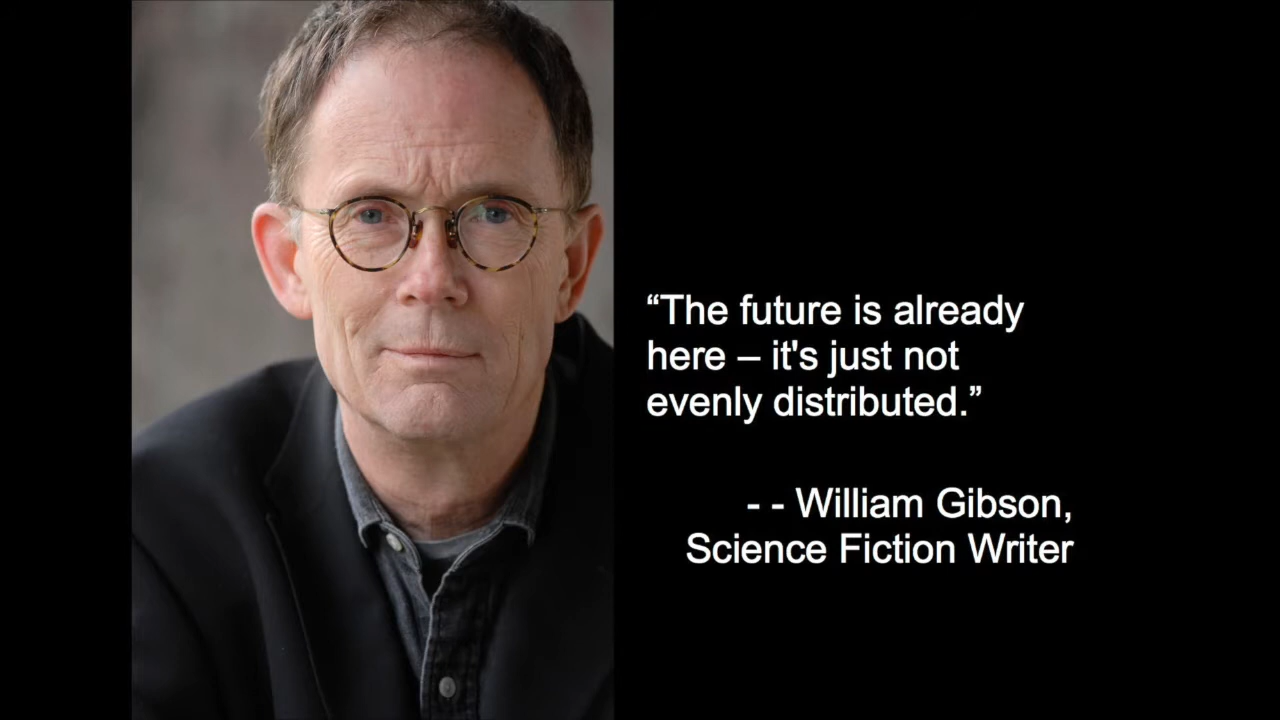 “The future is already
here – it's just not
evenly distributed.”
- - William Gibson,
Science Fiction Writer